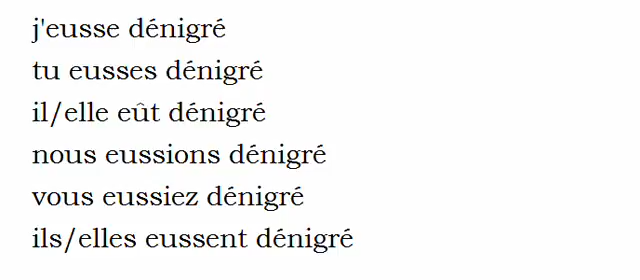 j'eusse dénigré
tu eusses dénigré
il/elle eût dénigré
nous eussions dénigré
vous eussiez dénigré
ils/elles eussent dénigré